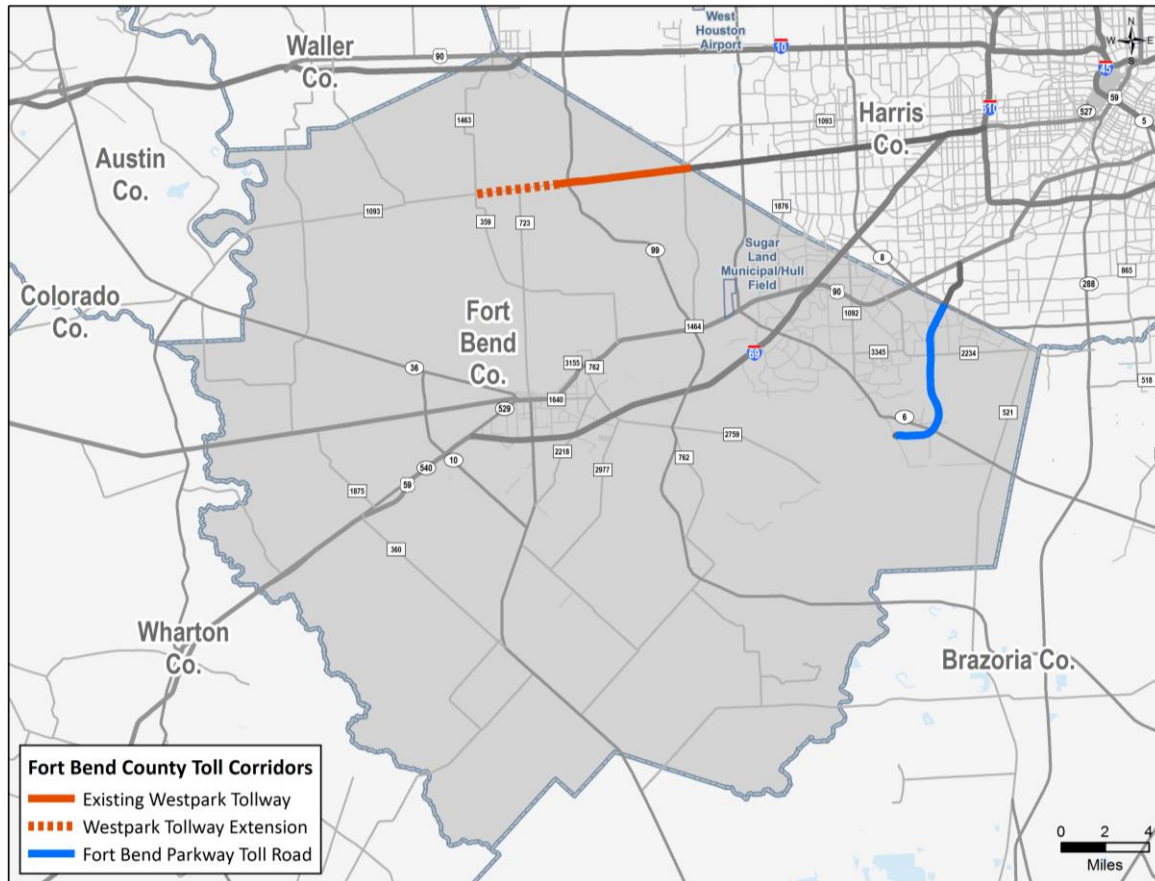 West
Houston
Airport
N
W
E
S
Waller
Co.
90
10
45
59
527
5
610
1463
1093
Harris
Co.
Austin
Co.
1093
359
723
1876
99
8
Sugar
Land
Municipal/Hull
Field
90
1092
288
865
Colorado
Co.
Fort
Bend
Co.
1464
69
3345
2234
3155
762
36
1640
529
518
521
6
2759
2218
2977
762
10
540
59
1875
360
Wharton
Co.
Brazoria Co.
Fort Bend County Toll Corridors
Existing Westpark Tollway
Westpark Tollway Extension
Fort Bend Parkway Toll Road
0 2 4
Miles